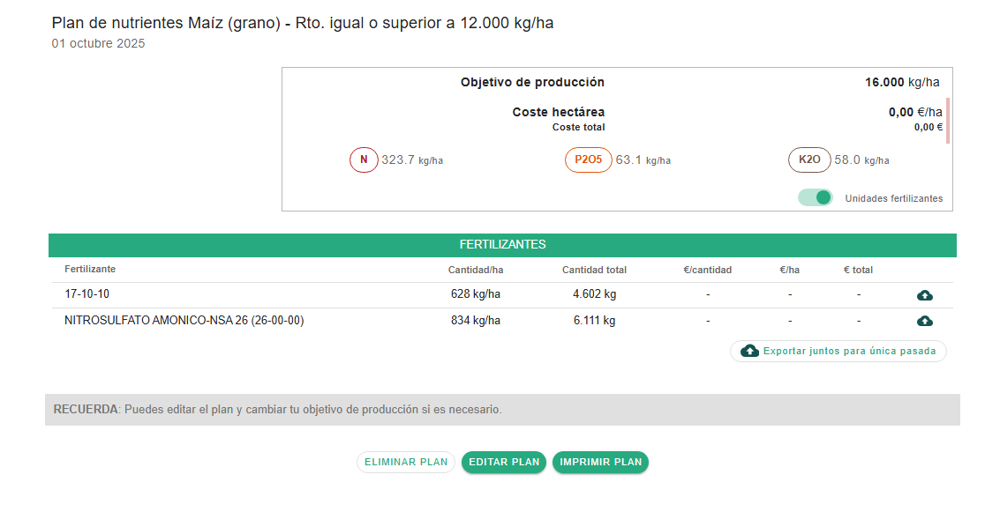 Plan de nutrientes Maíz (grano) - Rto. igual o superior a 12.000 kg/ha
01 octubre 2025
Objetivo de producción 16.000 kg/ha
Coste hectárea 0,00 €/ha
Coste total 0,00 €
N 323.7 kg/ha P2O5 63.1 kg/ha K2O 58.0 kg/ha
Unidades fertilizantes
FERTILIZANTES
Fertilizante Cantidad/ha Cantidad total €/cantidad €/ha € total
17-10-10 628 kg/ha 4.602 kg - - -
NITROSULFATO AMONICO-NSA 26 (26-00-00) 834 kg/ha 6.111 kg - - -
Exportar juntos para única pasada
RECUERDA: Puedes editar el plan y cambiar tu objetivo de producción si es necesario.
ELIMINAR PLAN EDITAR PLAN IMPRIMIR PLAN